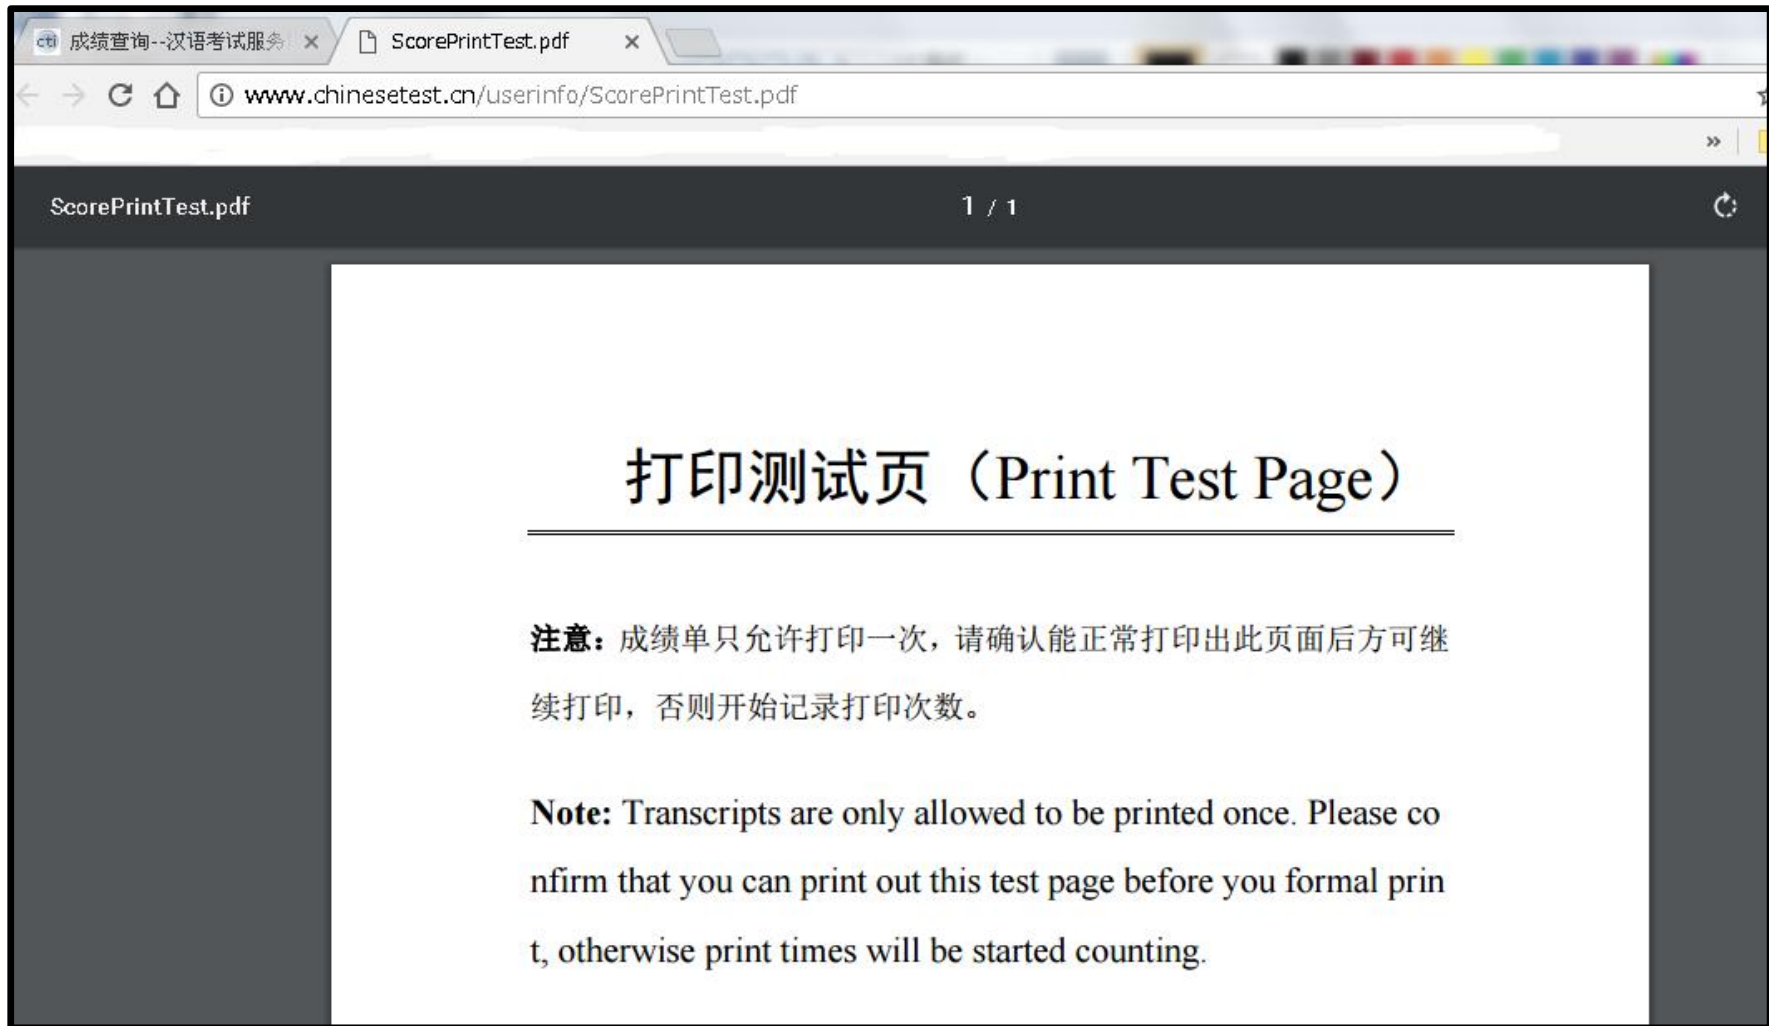 cti 成绩查询--汉语考试服务 ScorePrintTest.pdf
www.chinesetest.cn/userinfo/ScorePrintTest.pdf
ScorePrintTest.pdf 1 / 1
打印测试页（Print Test Page）
注意：成绩单只允许打印一次，请确认能正常打印出此页面后方可继
续打印，否则开始记录打印次数。
Note: Transcripts are only allowed to be printed once. Please co
nfirm that you can print out this test page before you formal prin
t, otherwise print times will be started counting.